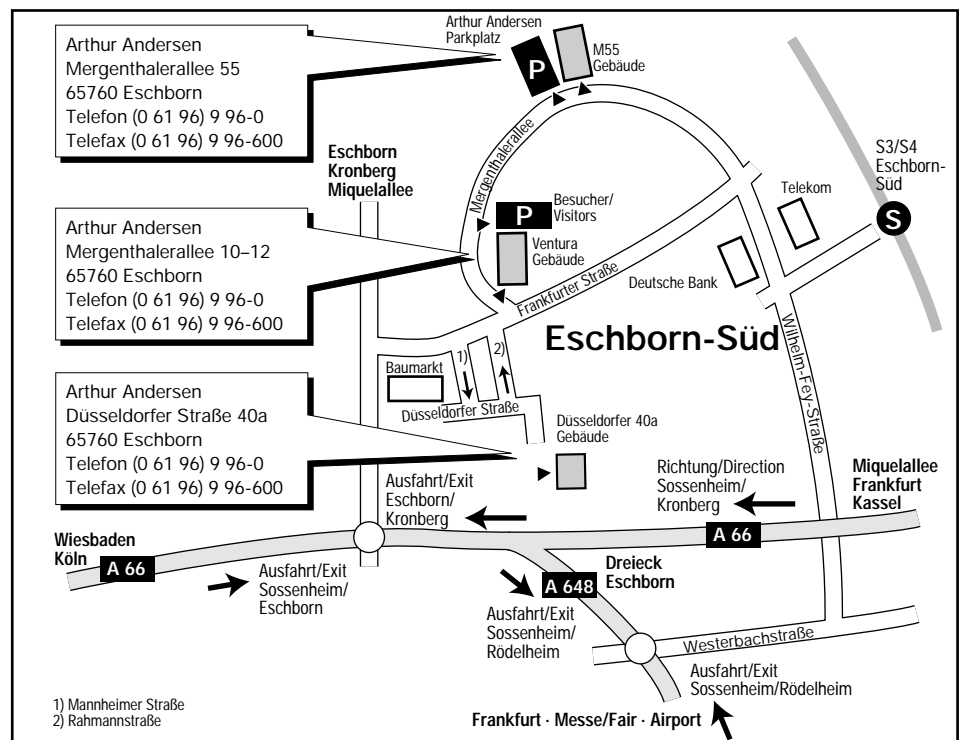 Arthur Andersen
Mergenthalerallee 55
65760 Eschborn
Telefon (0 61 96) 9 96-0
Telefax (0 61 96) 9 96-600
Arthur Andersen
Parkplatz
P
M55
Gebäude
Eschborn
Kronberg
Miquelallee
Mergenthalerallee
S3/S4
Eschborn-
Süd
S
Telekom
P
Besucher/
Visitors
Ventura
Gebäude
Arthur Andersen
Mergenthalerallee 10–12
65760 Eschborn
Telefon (0 61 96) 9 96-0
Telefax (0 61 96) 9 96-600
Deutsche Bank
Frankfurter Straße
Eschborn-Süd
Wilhelm-Fey-Straße
1)
2)
Baumarkt
Düsseldorfer Straße
Arthur Andersen
Düsseldorfer Straße 40a
65760 Eschborn
Telefon (0 61 96) 9 96-0
Telefax (0 61 96) 9 96-600
Düsseldorfer 40a
Gebäude
Ausfahrt/Exit
Eschborn/
Kronberg
Richtung/Direction
Sossenheim/
Kronberg
Miquelallee
Frankfurt
Kassel
A 66
Wiesbaden
Köln
A 66
Ausfahrt/Exit
Sossenheim/
Eschborn
Dreieck
Eschborn
A 648
Ausfahrt/Exit
Sossenheim/
Rödelheim
Westerbachstraße
Ausfahrt/Exit
Sossenheim/Rödelheim
1) Mannheimer Straße
2) Rahmannstraße
Frankfurt · Messe/Fair · Airport